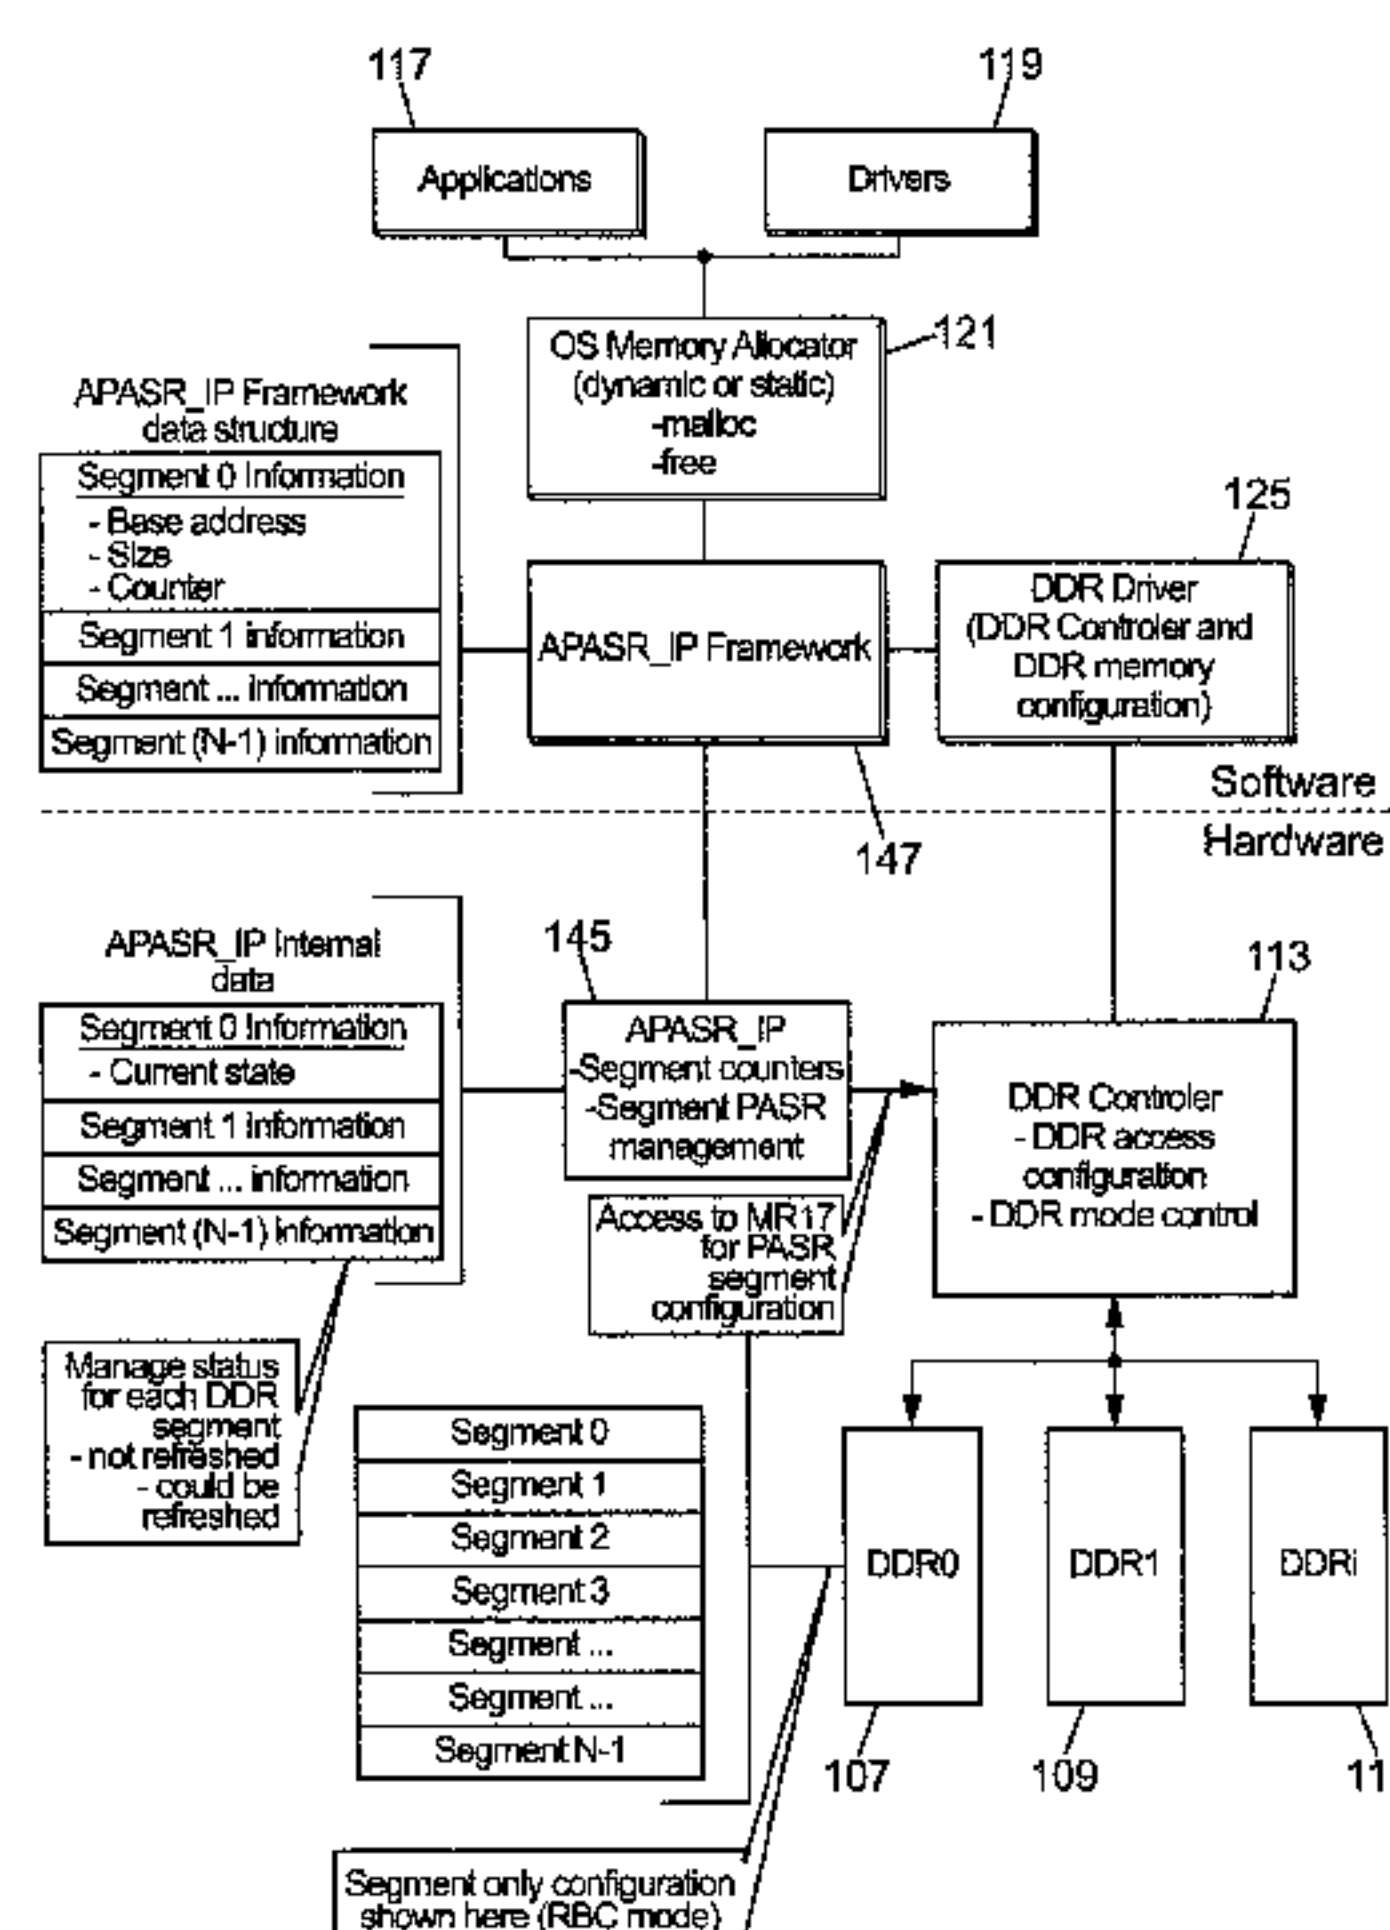 117
119
Applications
Drivers
OS Memory Allocator
(dynamic or static)
-malloc
-free
121
APASR_IP Framework
data structure
Segment 0 Information
- Base address
- Size
- Counter
Segment 1 information
Segment ... information
Segment (N-1) information
APASR_IP Framework
125
DDR Driver
(DDR Controler and
DDR memory
configuration)
Software
Hardware
147
APASR_IP Internal
data
Segment 0 Information
- Current state
Segment 1 Information
Segment ... information
Segment (N-1) Information
145
APASR_IP
-Segment counters
-Segment PASR
management
113
DDR Controler
- DDR access
configuration
- DDR mode control
Access to MR17
for PASR
segment
configuration
Manage status
for each DDR
segment
- not refreshed
- could be
refreshed
Segment 0
Segment 1
Segment 2
Segment 3
Segment ...
Segment ...
Segment N-1
DDR0
DDR1
DDRi
107
109
11
Segment only configuration
shown here (RBC mode)